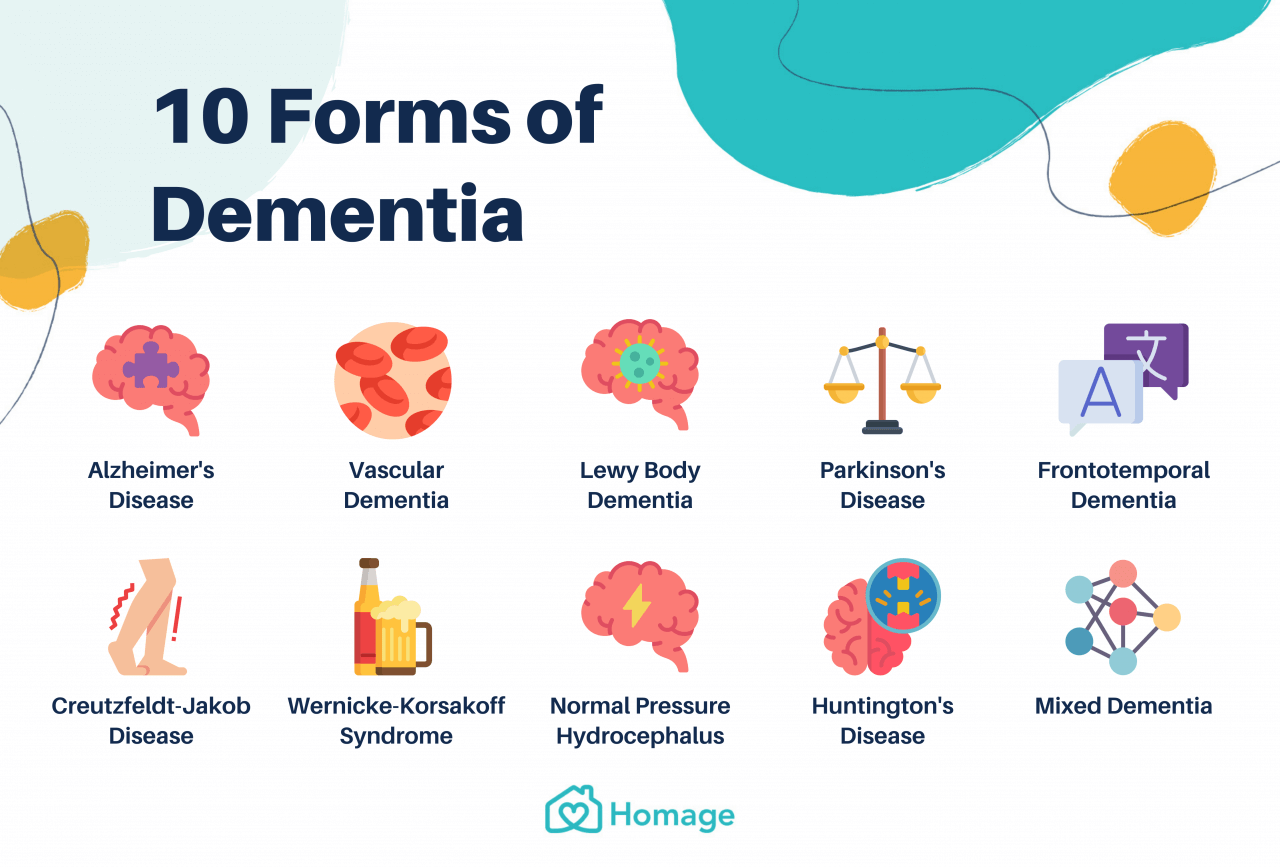 10 Forms of
Dementia
文
A
Alzheimer's
Disease
Vascular
Dementia
Lewy Body
Dementia
Parkinson's
Disease
Frontotemporal
Dementia
Creutzfeldt-Jakob
Disease
Wernicke-Korsakoff
Syndrome
Normal Pressure
Hydrocephalus
Huntington's
Disease
Mixed Dementia
Homage